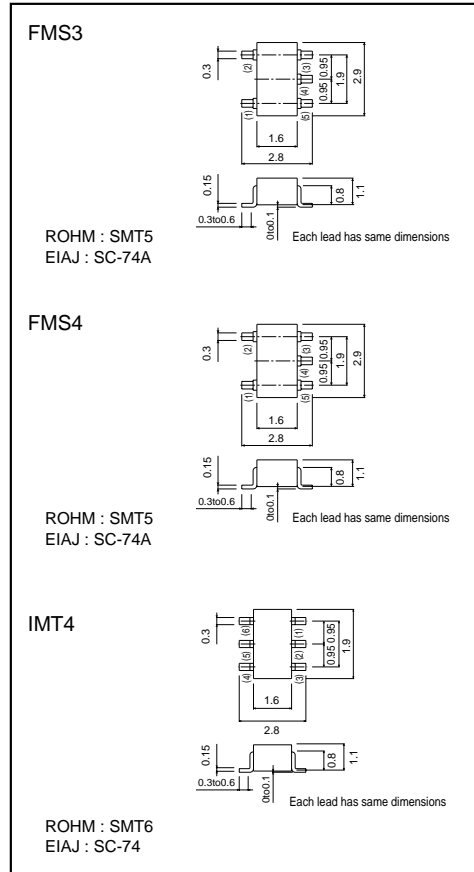 FMS3
0.3
(2)
(3)
(4)
(1)
(5)
0.95
0.95
1.9
2.9
1.6
2.8
0.15
0.3to0.6
0to0.1
0.8
1.1
Each lead has same dimensions
ROHM : SMT5
EIAJ : SC-74A
FMS4
0.3
(2)
(3)
(4)
(1)
(5)
0.95
0.95
1.9
2.9
1.6
2.8
0.15
0.3to0.6
0to0.1
0.8
1.1
Each lead has same dimensions
ROHM : SMT5
EIAJ : SC-74A
IMT4
0.3
(6)
(1)
(5)
(2)
(4)
(3)
0.95
0.95
1.9
1.6
2.8
0.15
0.3to0.6
0to0.1
0.8
1.1
Each lead has same dimensions
ROHM : SMT6
EIAJ : SC-74